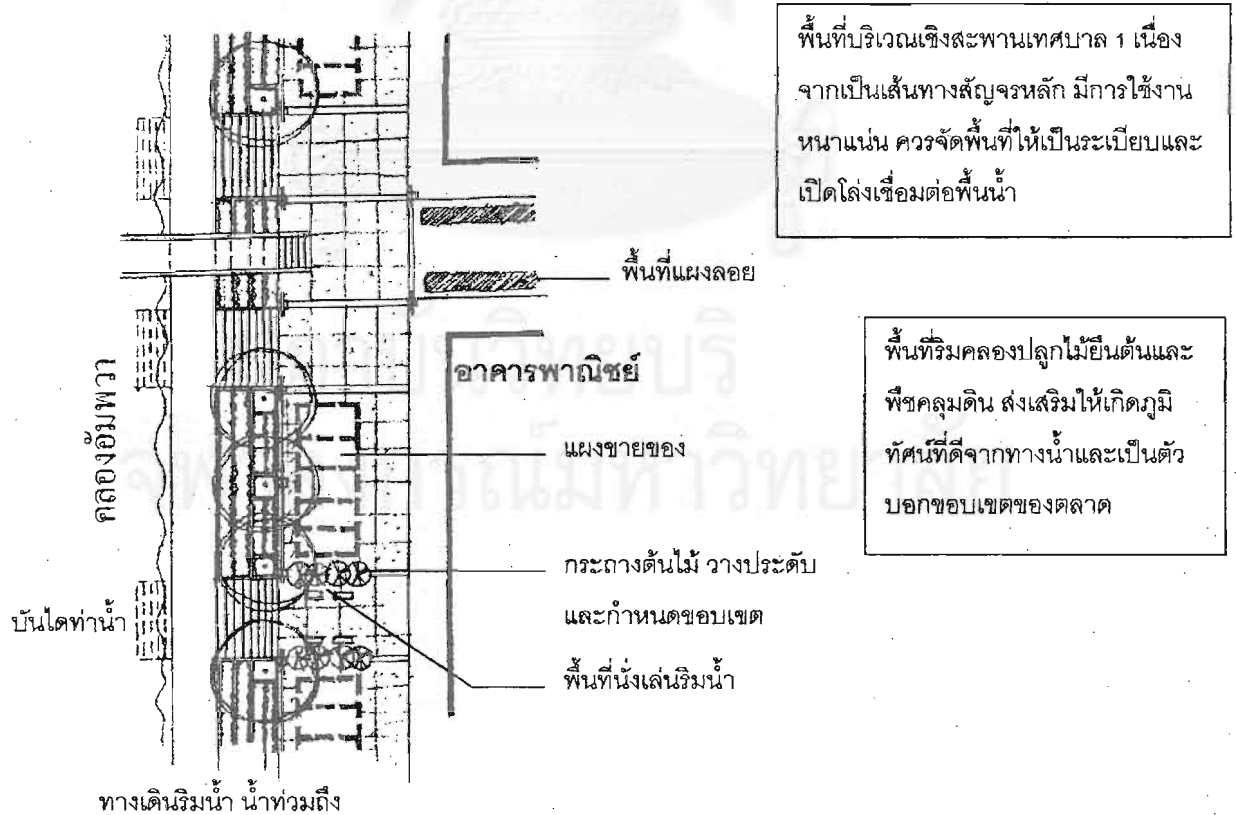 พื้นที่บริเวณเชิงสะพานเทศบาล 1 เนื่อง
จากเป็นเส้นทางสัญจรหลัก มีการใช้งาน
หนาแน่น ควรจัดพื้นที่ให้เป็นระเบียบและ
เปิดโล่งเชื่อมต่อพื้นน้ำ
พื้นที่แผงลอย
พื้นที่ริมคลองปลูกไม้ยืนต้นและ
พืชคลุมดิน ส่งเสริมให้เกิดภูมิ
ทัศน์ที่ดีจากทางน้ำและเป็นตัว
บอกขอบเขตของตลาด
อาคารพาณิชย์
คลองอัมพวา
แผงขายของ
กระถางต้นไม้ วางประดับ
และกำหนดขอบเขต
บันไดท่าน้ำ
พื้นที่นั่งเล่นริมน้ำ
ทางเดินริมน้ำ น้ำท่วมถึง